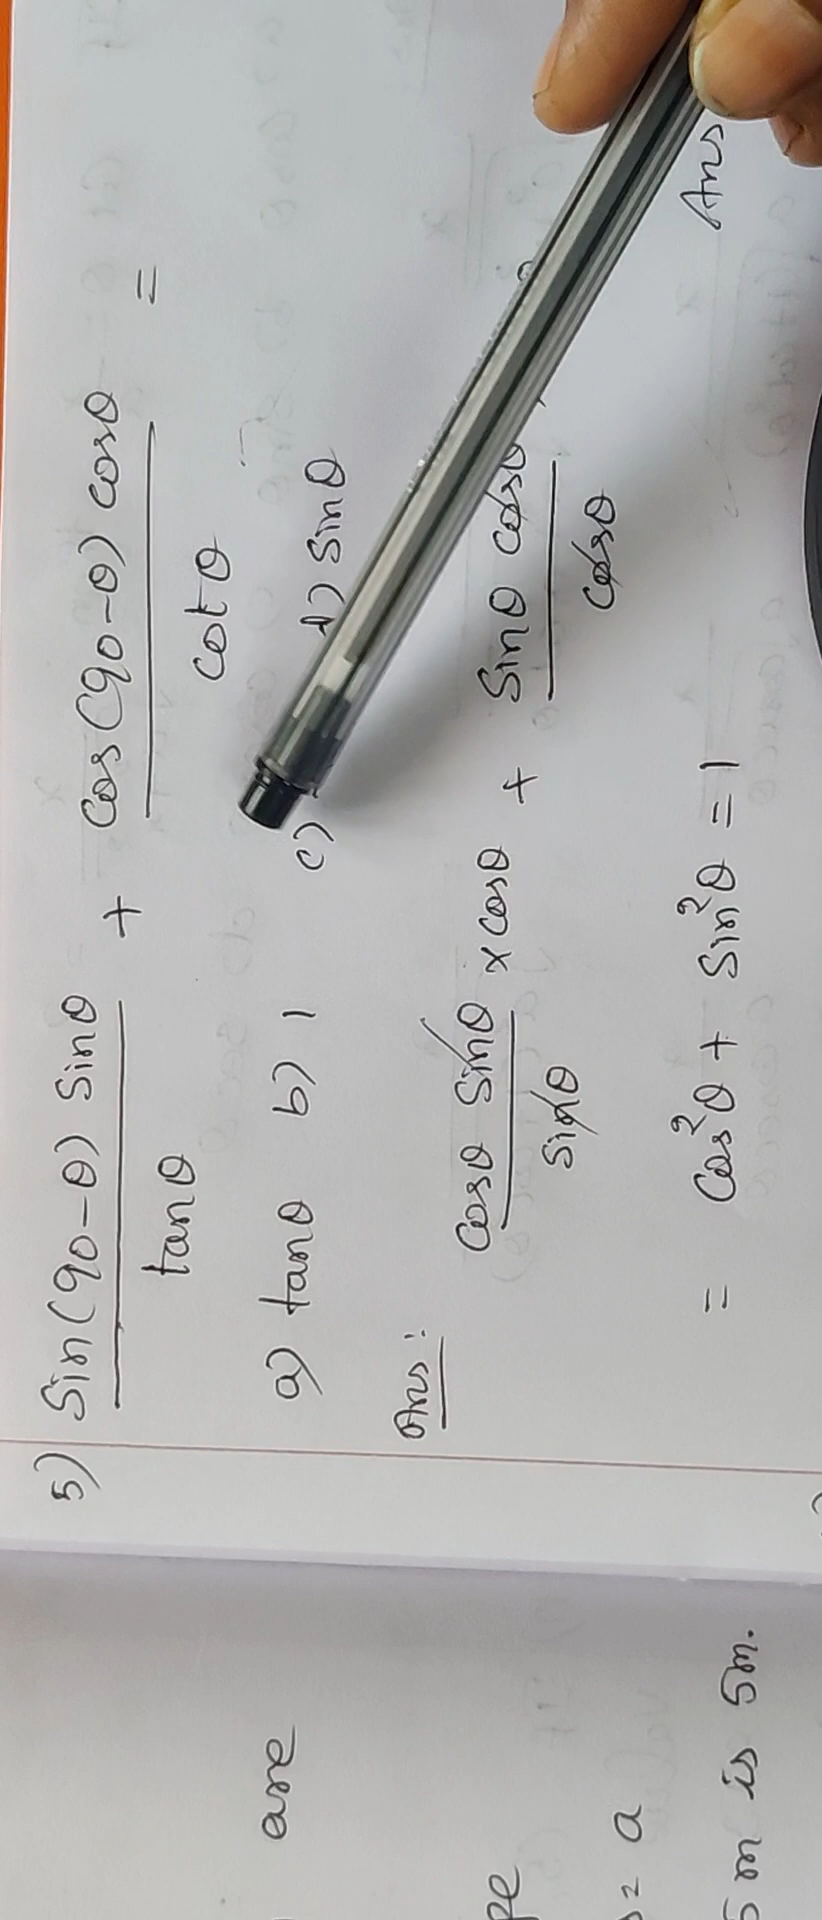 5) Sin(90-θ) Sinθ + cos(90-θ) cosθ =
tanθ cotθ
a) tanθ b) 1 c) d) sinθ
Ans:
cosθ sinθ x cosθ + Sinθ cosθ
sinθ cosθ
= cos²θ + sin²θ = 1 Ans
are
= a
5m is 5m.